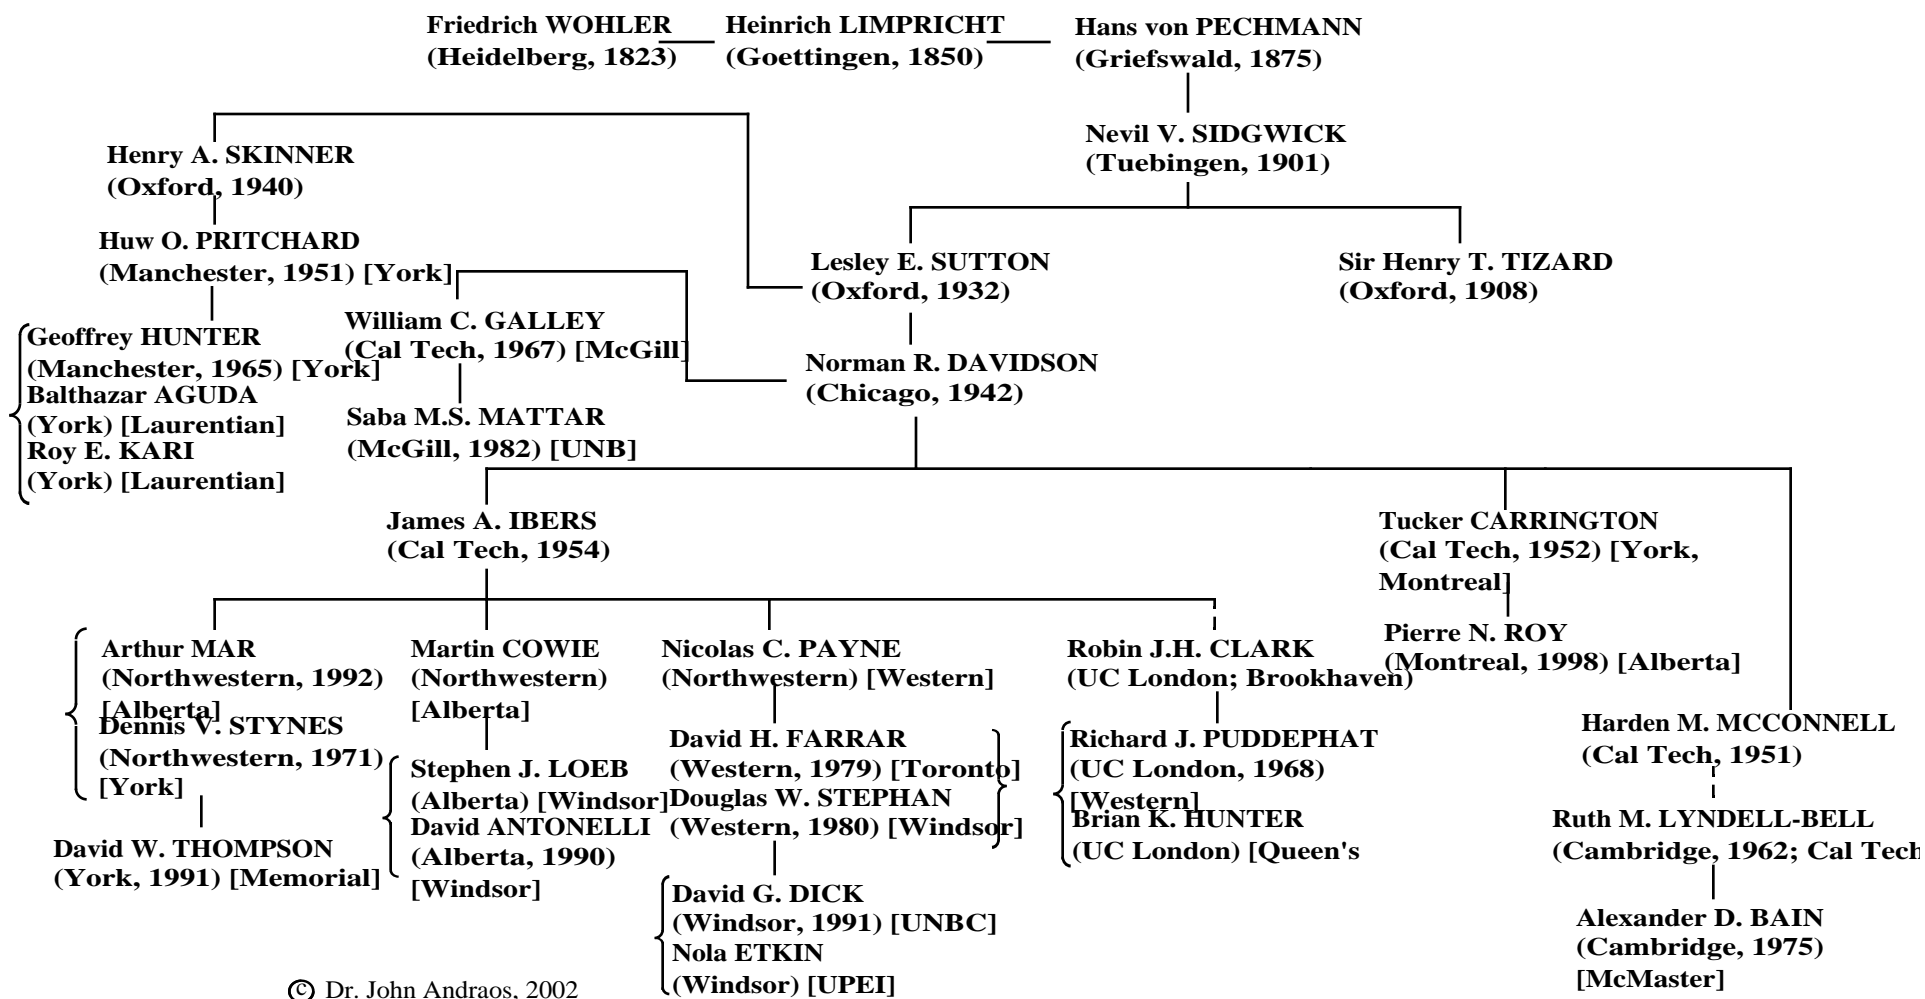 Friedrich WOHLER
(Heidelberg, 1823)
Heinrich LIMPRICHT
(Goettingen, 1850)
Hans von PECHMANN
(Griefswald, 1875)
Nevil V. SIDGWICK
(Tuebingen, 1901)
Henry A. SKINNER
(Oxford, 1940)
Huw O. PRITCHARD
(Manchester, 1951) [York]
Lesley E. SUTTON
(Oxford, 1932)
Sir Henry T. TIZARD
(Oxford, 1908)
Geoffrey HUNTER
(Manchester, 1965) [York]
Balthazar AGUDA
(York) [Laurentian]
Roy E. KARI
(York) [Laurentian]
William C. GALLEY
(Cal Tech, 1967) [McGill]
Saba M.S. MATTAR
(McGill, 1982) [UNB]
Norman R. DAVIDSON
(Chicago, 1942)
James A. IBERS
(Cal Tech, 1954)
Tucker CARRINGTON
(Cal Tech, 1952) [York,
Montreal]
Pierre N. ROY
(Montreal, 1998) [Alberta]
Arthur MAR
(Northwestern, 1992)
[Alberta]
Dennis V. STYNES
(Northwestern, 1971)
[York]
David W. THOMPSON
(York, 1991) [Memorial]
Martin COWIE
(Northwestern)
[Alberta]
Stephen J. LOEB
(Alberta) [Windsor]
David ANTONELLI
(Alberta, 1990)
[Windsor]
Nicolas C. PAYNE
(Northwestern) [Western]
David H. FARRAR
(Western, 1979) [Toronto]
Douglas W. STEPHAN
(Western, 1980) [Windsor]
David G. DICK
(Windsor, 1991) [UNBC]
Nola ETKIN
(Windsor) [UPEI]
Robin J.H. CLARK
(UC London; Brookhaven)
Richard J. PUDDEPHAT
(UC London, 1968)
[Western]
Brian K. HUNTER
(UC London) [Queen's
Harden M. MCCONNELL
(Cal Tech, 1951)
Ruth M. LYNDELL-BELL
(Cambridge, 1962; Cal Tech
Alexander D. BAIN
(Cambridge, 1975)
[McMaster]
© Dr. John Andraos, 2002